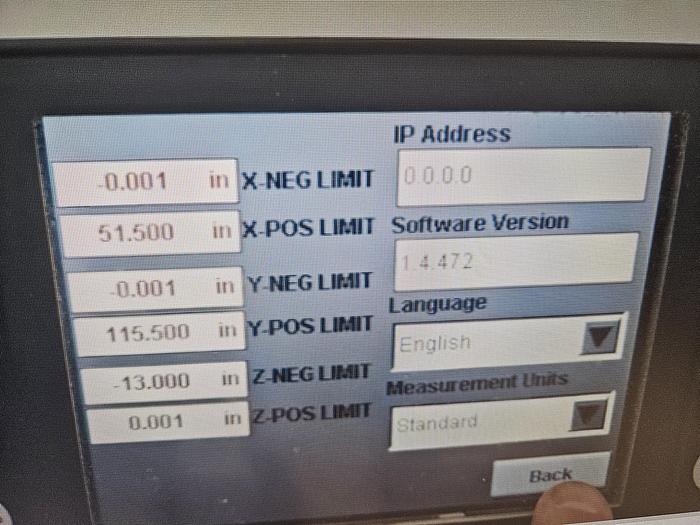 -0.001 in X-NEG LIMIT
51.500 in X-POS LIMIT
-0.001 in Y-NEG LIMIT
115.500 in Y-POS LIMIT
-13.000 in Z-NEG LIMIT
0.001 in Z-POS LIMIT
IP Address
0.0.0.0
Software Version
1.4.472
Language
English
Measurement Units
Standard
Back